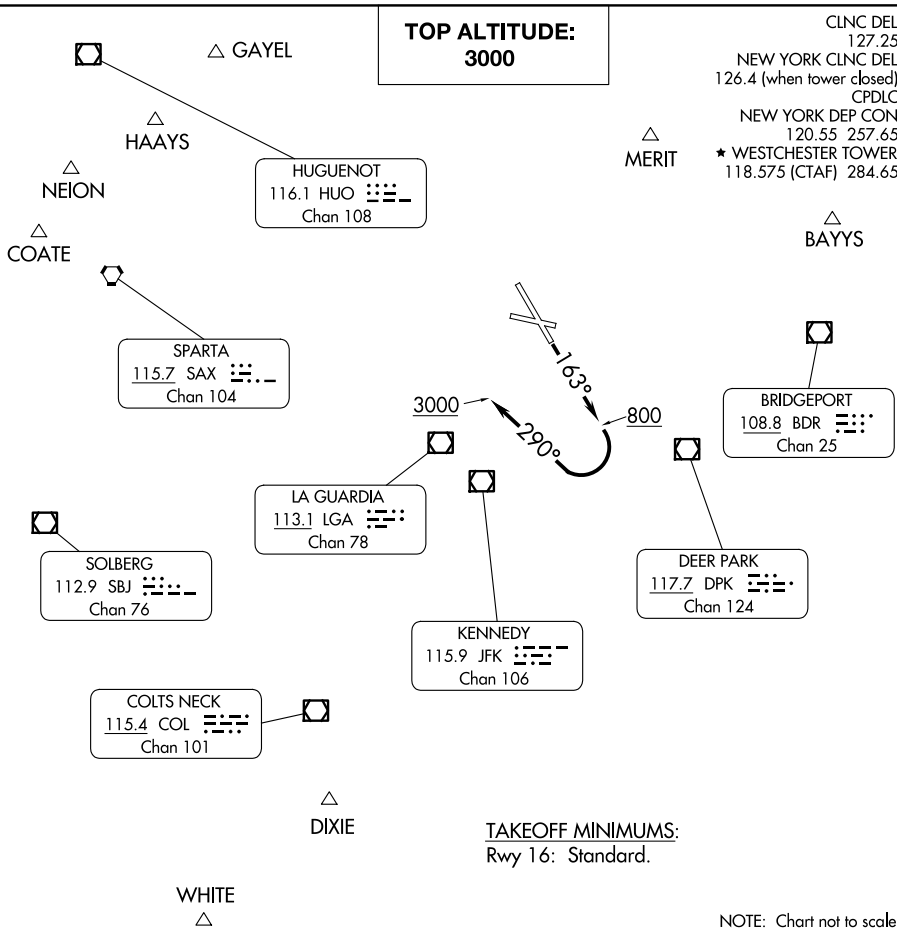 TOP ALTITUDE:
3000
CLNC DEL
127.25
NEW YORK CLNC DEL
126.4 (when tower closed)
CPDLC
NEW YORK DEP CON
120.55 257.65
★ WESTCHESTER TOWER
118.575 (CTAF) 284.65
GAYEL
HAAYS
NEION
COATE
MERIT
BAYYS
HUGUENOT
116.1 HUO
Chan 108
SPARTA
115.7 SAX
Chan 104
163°
800
290°
3000
BRIDGEPORT
108.8 BDR
Chan 25
LA GUARDIA
113.1 LGA
Chan 78
SOLBERG
112.9 SBJ
Chan 76
DEER PARK
117.7 DPK
Chan 124
KENNEDY
115.9 JFK
Chan 106
COLTS NECK
115.4 COL
Chan 101
DIXIE
TAKEOFF MINIMUMS:
Rwy 16: Standard.
WHITE
NOTE: Chart not to scale